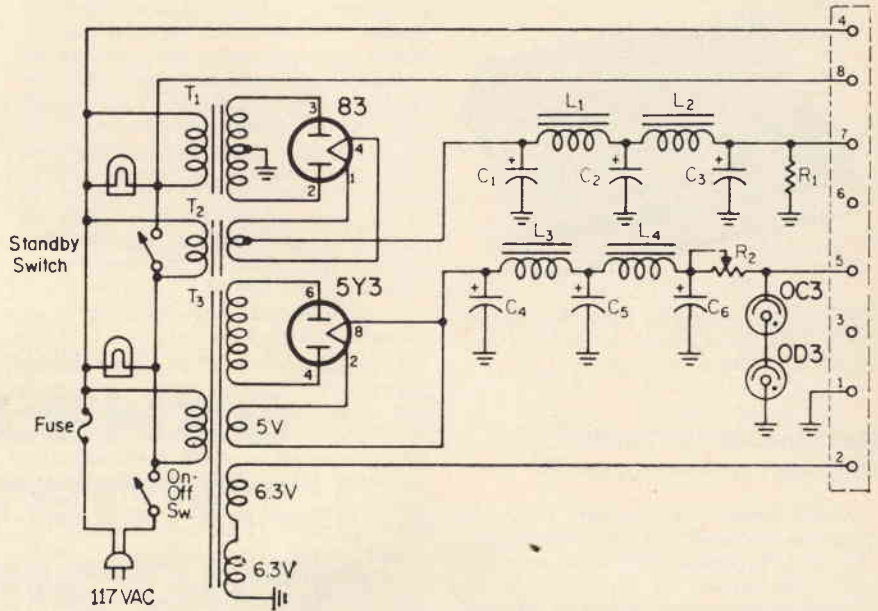 4
8
T₁
3
83
4
2
1
L₁
L₂
7
C₁
+
C₂
+
C₃
+
R₁
6
T₂
Standby
Switch
L₃
L₄
R₂
5
T₃
6
5Y3
8
4
2
C₄
+
C₅
+
C₆
+
OC3
3
OD3
1
Fuse
5V
2
On-
Off
Sw.
6.3V
6.3V
117 VAC